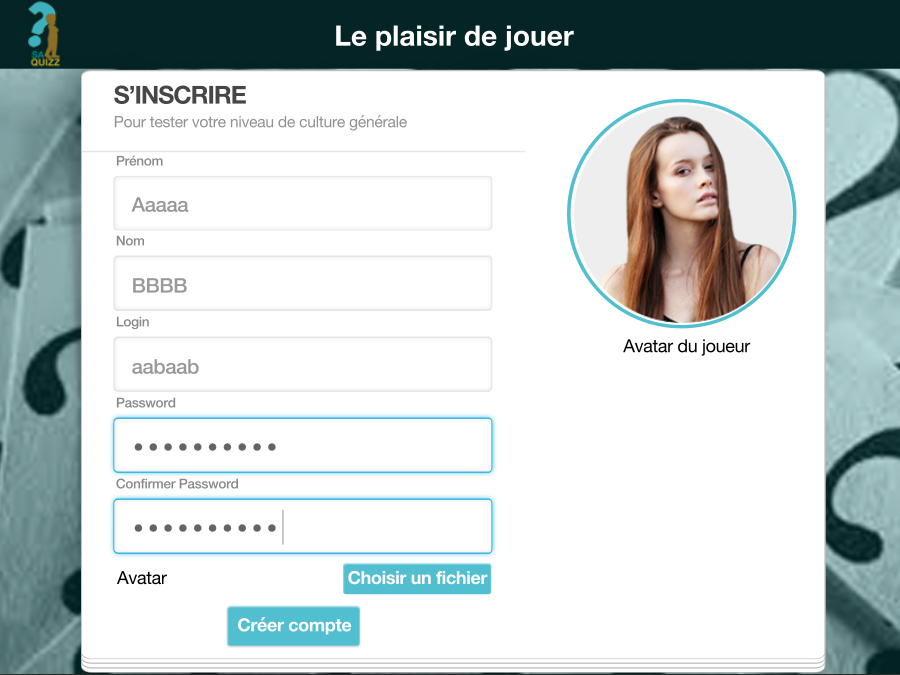 SA
QUIZZ
Le plaisir de jouer
S'INSCRIRE
Pour tester votre niveau de culture générale
Prénom
Aaaaa
Nom
BBBB
Login
aabaab
Password
••••••••••
Confirmer Password
••••••••••
Avatar
Choisir un fichier
Créer compte
Avatar du joueur